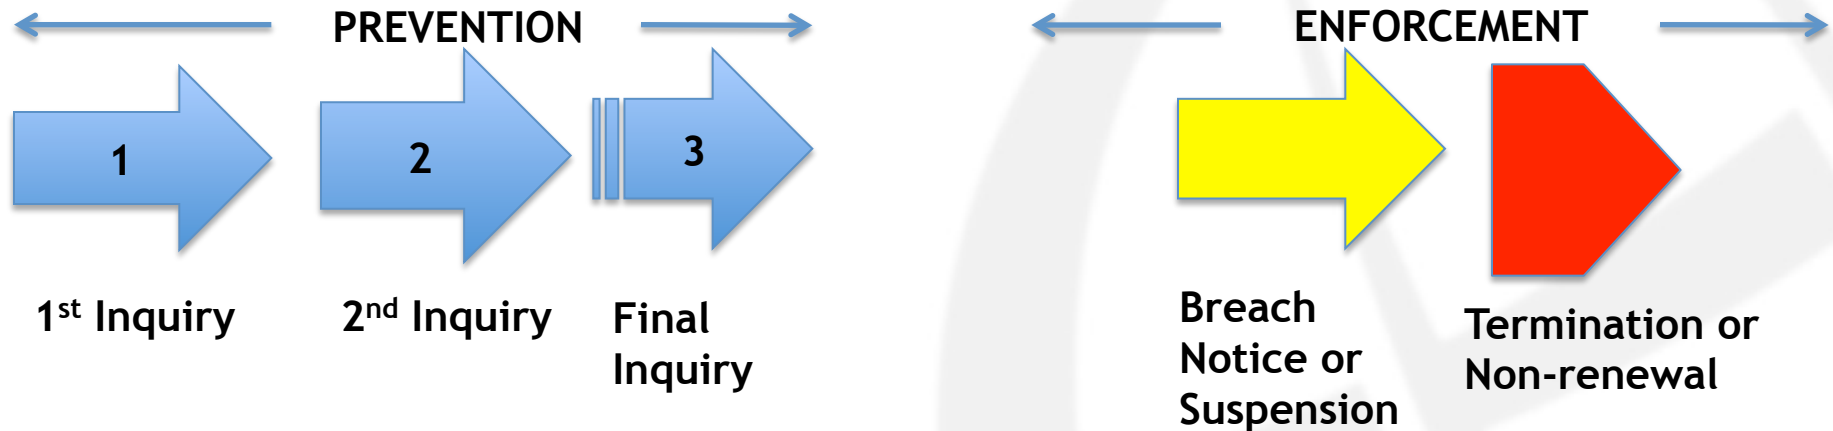 PREVENTION
ENFORCEMENT
1
2
3
1st Inquiry
2nd Inquiry
Final
Inquiry
Breach
Notice or
Suspension
Termination or
Non-renewal